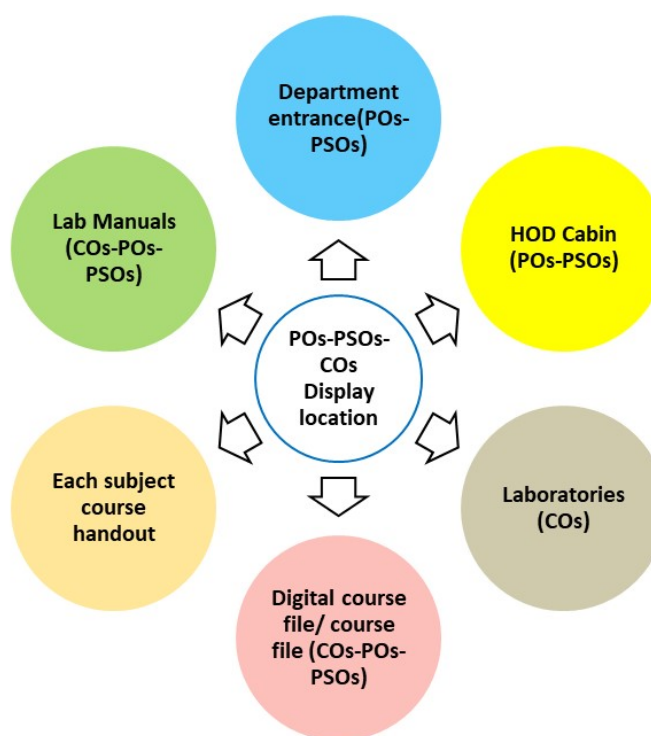 Department
entrance(POs-
PSOs)
Lab Manuals
(COs-POs-
PSOs)
HOD Cabin
(POs-PSOs)
POs-PSOs-
COs
Display
location
Each subject
course
handout
Laboratories
(COs)
Digital course
file/ course
file (COs-POs-
PSOs)